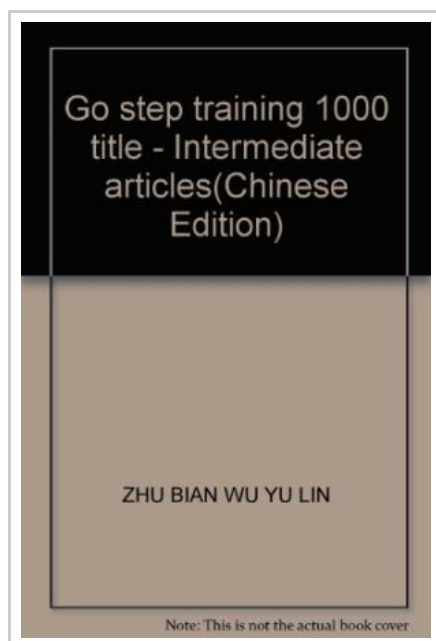 Go step training 1000
title - Intermediate
articles(Chinese
Edition)
ZHU BIAN WU YU LIN
Note: This is not the actual book cover